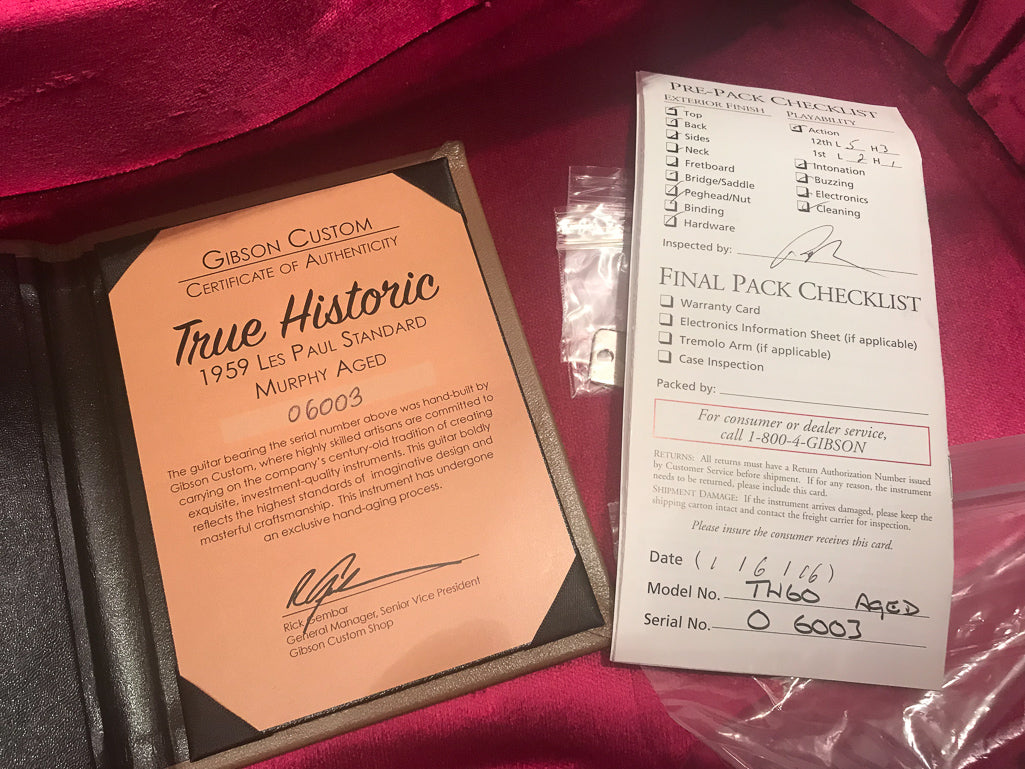 GIBSON CUSTOM
CERTIFICATE OF AUTHENTICITY
True Historic
1959 LES PAUL STANDARD
MURPHY AGED
06003
The guitar bearing the serial number above was hand-built by
Gibson Custom, where highly skilled artisans are committed to
carrying on the company's century-old tradition of creating
exquisite, investment-quality instruments. This guitar boldly
reflects the highest standards of imaginative design and
masterful craftsmanship. This instrument has undergone
an exclusive hand-aging process.
Rick Gembar
General Manager, Senior Vice President
Gibson Custom Shop
PRE-PACK CHECKLIST
EXTERIOR FINISH
Top
Back
Sides
Neck
Fretboard
Bridge/Saddle
Peghead/Nut
Binding
Hardware
PLAYABILITY
Action
12th L 5 H 3
1st L 2 H 1
Intonation
Buzzing
Electronics
Cleaning
Inspected by:
FINAL PACK CHECKLIST
Warranty Card
Electronics Information Sheet (if applicable)
Tremolo Arm (if applicable)
Case Inspection
Packed by:
For consumer or dealer service,
call 1-800-4-GIBSON
RETURNS: All returns must have a Return Authorization Number issued
by Customer Service before shipment. If for any reason, the instrument
needs to be returned, please include this card.
SHIPMENT DAMAGE: If the instrument arrives damaged, please keep the
shipping carton intact and contact the freight carrier for inspection.
Please insure the consumer receives this card.
Date
Model No. TH60 AGED
Serial No. 0 6003